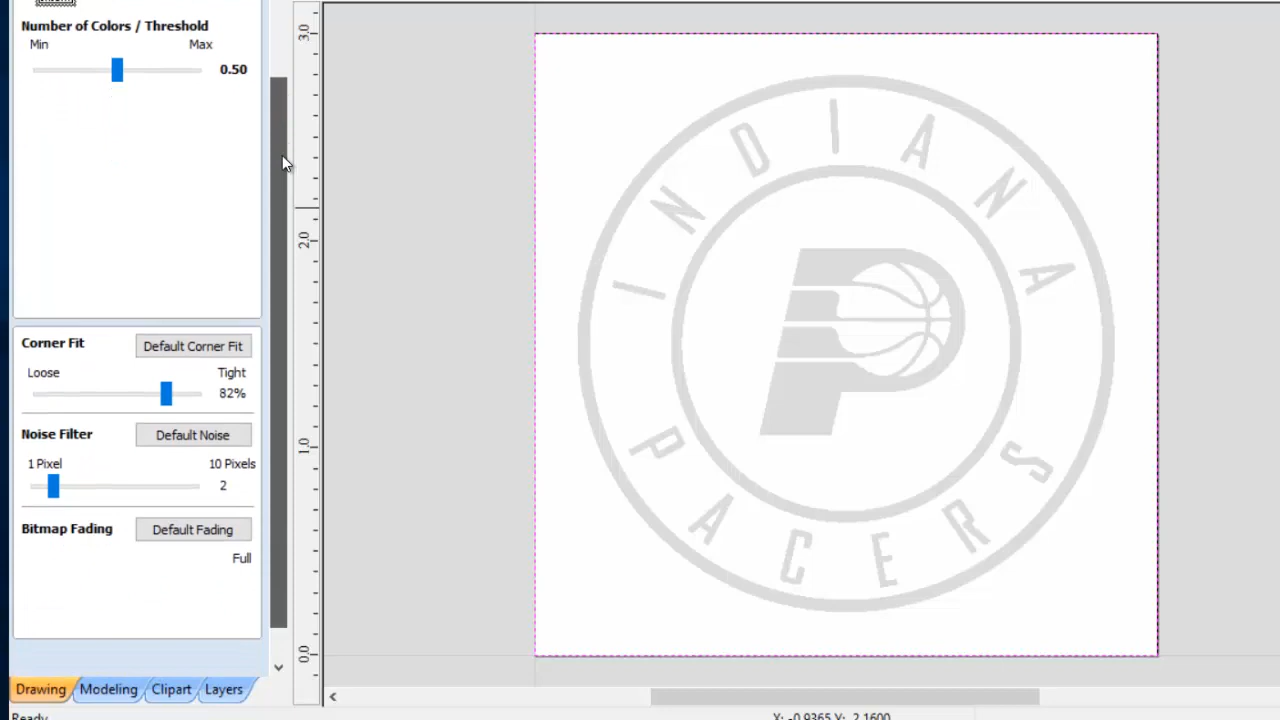 Number of Colors / Threshold
Min Max
0.50
Corner Fit Default Corner Fit
Loose Tight
82%
Noise Filter Default Noise
1 Pixel 10 Pixels
2
Bitmap Fading Default Fading
Full
Drawing Modeling Clipart Layers
Ready
3.0
2.0
1.0
0.0
INDIANA
P
PACERS
X: -0.9365 Y: 2.1600